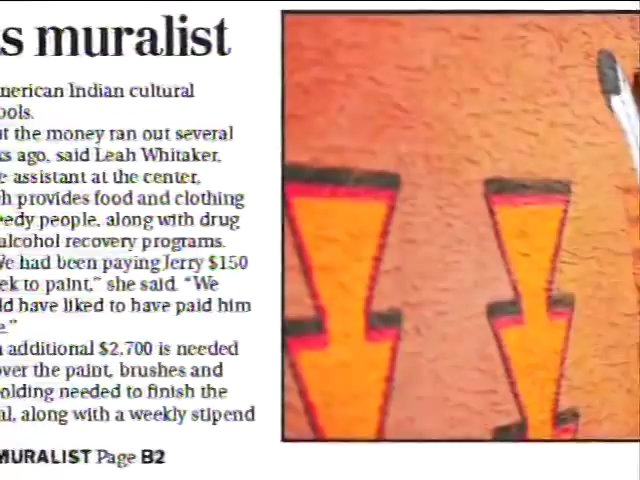 s muralist
nerican Indian cultural
ools.
t the money ran out several
s ago, said Leah Whitaker,
e assistant at the center,
h provides food and clothing
edy people, along with drug
alcohol recovery programs.
e had been paying Jerry $150
ek to paint," she said. "We
ld have liked to have paid him
e."
additional $2,700 is needed
over the paint, brushes and
olding needed to finish the
al, along with a weekly stipend
MURALIST Page B2